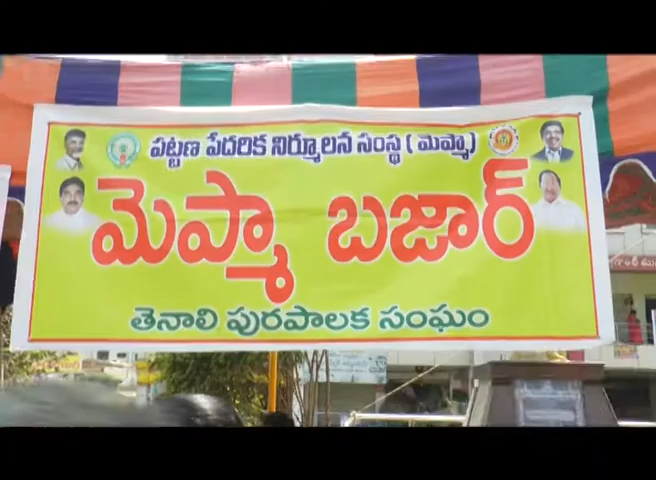 పట్టణ పేదరిక నిర్మూలన సంస్థ ( మెప్మా )
మెప్మా బజార్
తెనాలి పురపాలక సంఘం